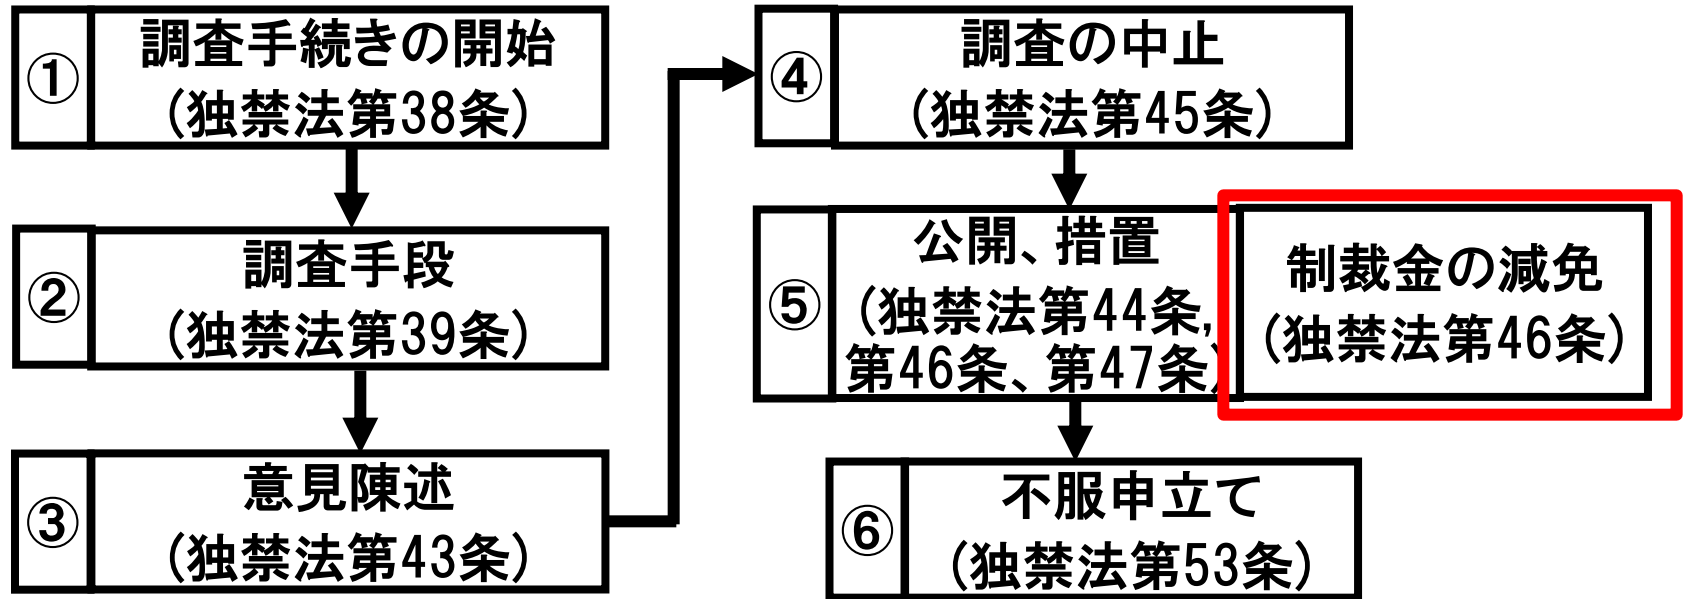 ①
調査手続きの開始
(独禁法第38条)
②
調査手段
(独禁法第39条)
③
意見陳述
(独禁法第43条)
④
調査の中止
(独禁法第45条)
⑤
公開、措置
(独禁法第44条,
第46条、第47条)
制裁金の減免
(独禁法第46条)
⑥
不服申立て
(独禁法第53条)